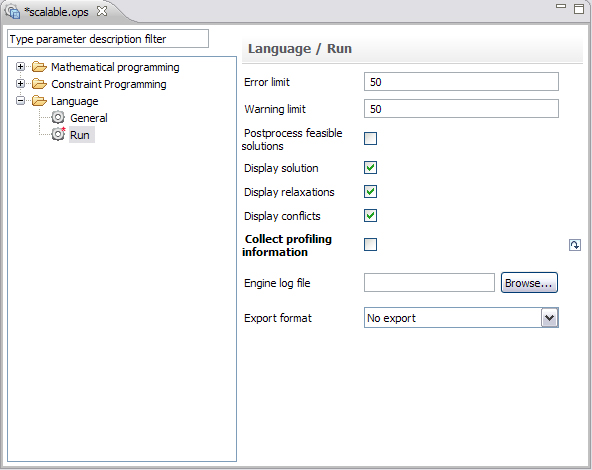 *scalable.ops
Type parameter description filter
Mathematical programming
Constraint Programming
Language
General
Run
Language / Run
Error limit
50
Warning limit
50
Postprocess feasible
solutions
Display solution
Display relaxations
Display conflicts
Collect profiling
information
Engine log file
Browse...
Export format
No export